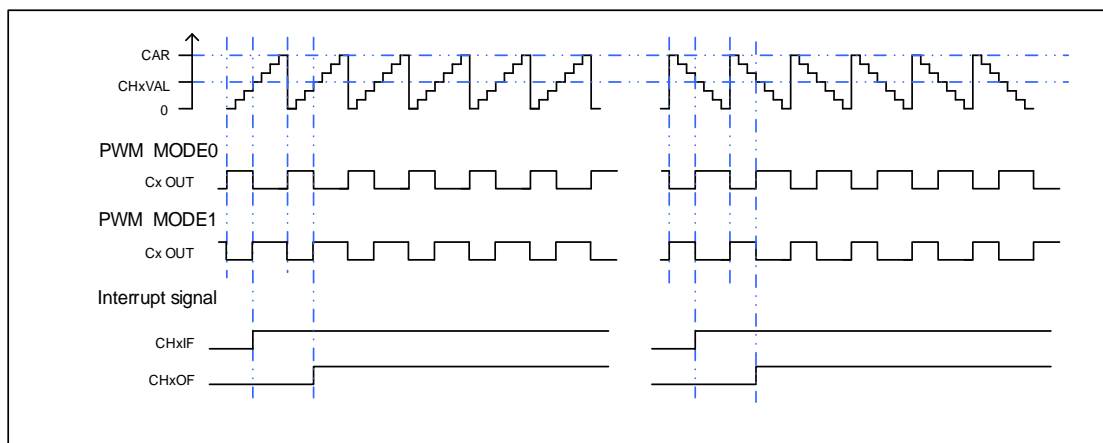 CAR
CHxVAL
0
PWM MODE0
Cx OUT
PWM MODE1
Cx OUT
Interrupt signal
CHxIF
CHxOF